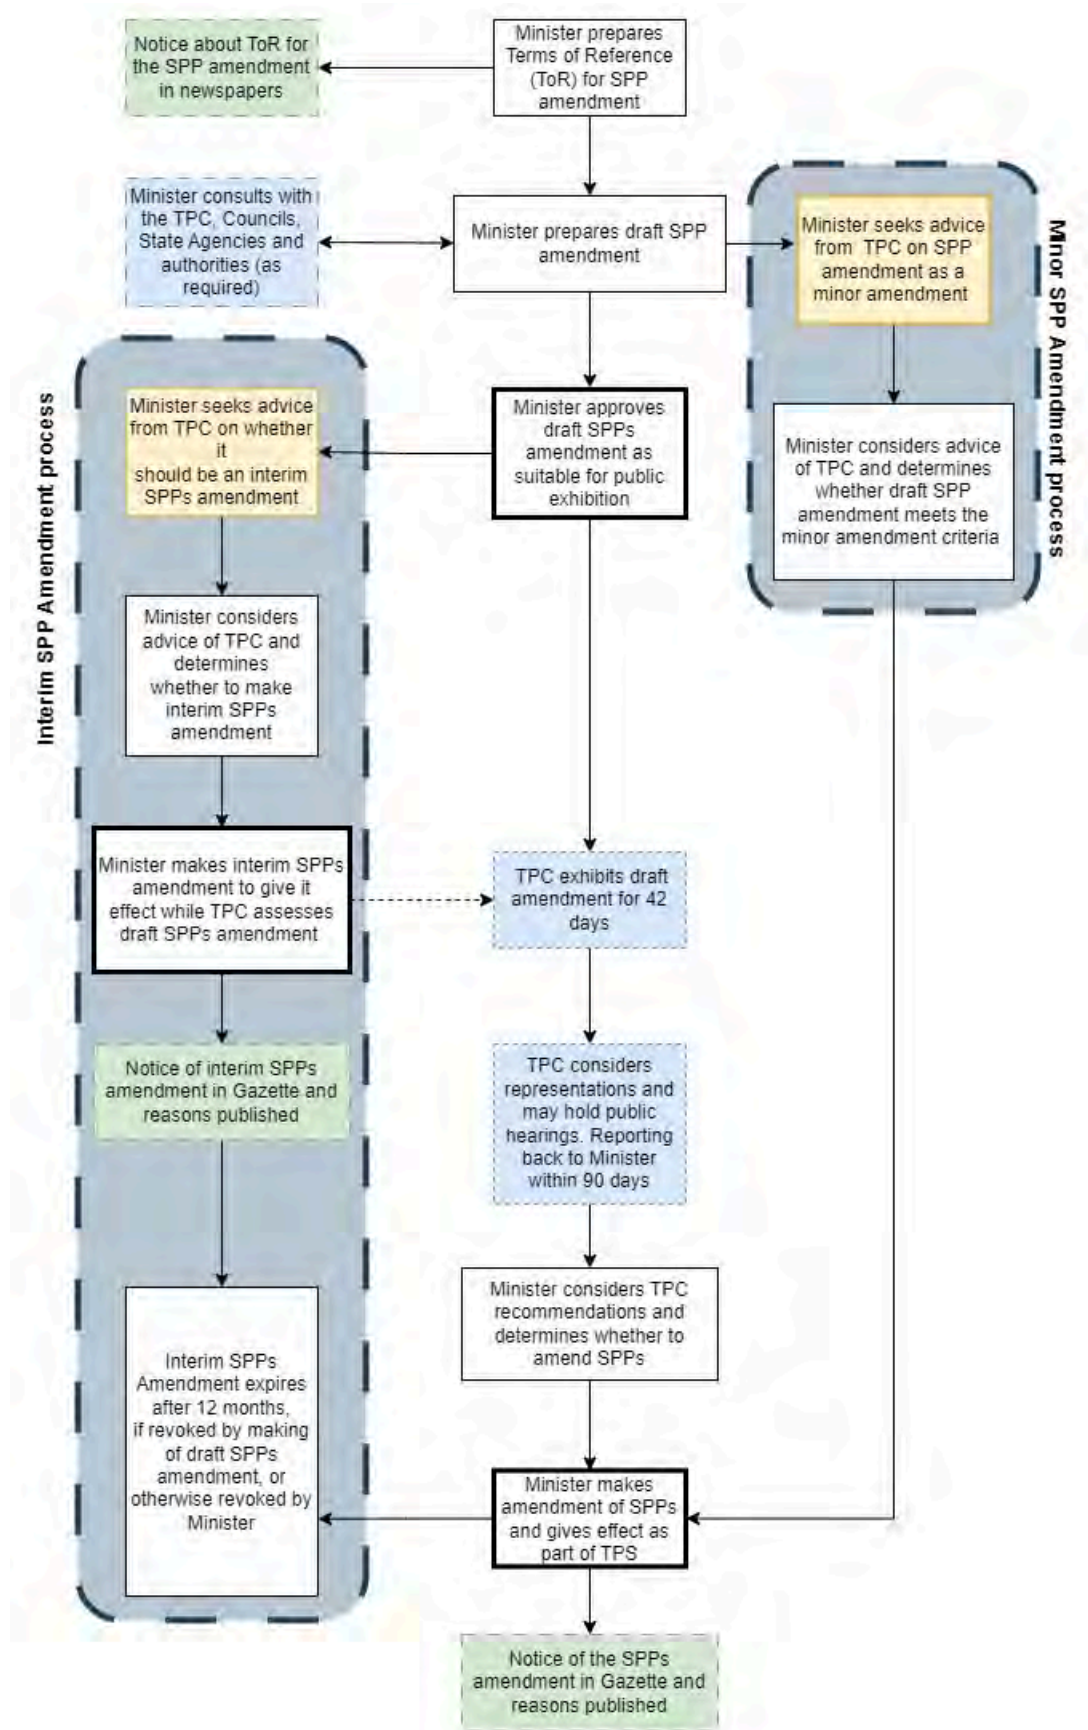 Notice about ToR for
the SPP amendment
in newspapers
Minister prepares
Terms of Reference
(ToR) for SPP
amendment
Minister consults with
the TPC, Councils,
State Agencies and
authorities (as
required)
Minister prepares draft SPP
amendment
Minister seeks advice
from TPC on SPP
amendment as a
minor amendment
Minister considers advice
of TPC and determines
whether draft SPP
amendment meets the
minor amendment criteria
Minor SPP Amendment process
Interim SPP Amendment process
Minister seeks advice
from TPC on whether
it
should be an interim
SPPs amendment
Minister approves
draft SPPs
amendment as
suitable for public
exhibition
Minister considers
advice of TPC and
determines
whether to make
interim SPPs
amendment
Minister makes interim SPPs
amendment to give it
effect while TPC assesses
draft SPPs amendment
TPC exhibits draft
amendment for 42
days
Notice of interim SPPs
amendment in Gazette and
reasons published
TPC considers
representations and
may hold public
hearings. Reporting
back to Minister
within 90 days
Minister considers TPC
recommendations and
determines whether to
amend SPPs
Interim SPPs
Amendment expires
after 12 months,
if revoked by making
of draft SPPs
amendment, or
otherwise revoked by
Minister
Minister makes
amendment of SPPs
and gives effect as
part of TPS
Notice of the SPPs
amendment in Gazette and
reasons published